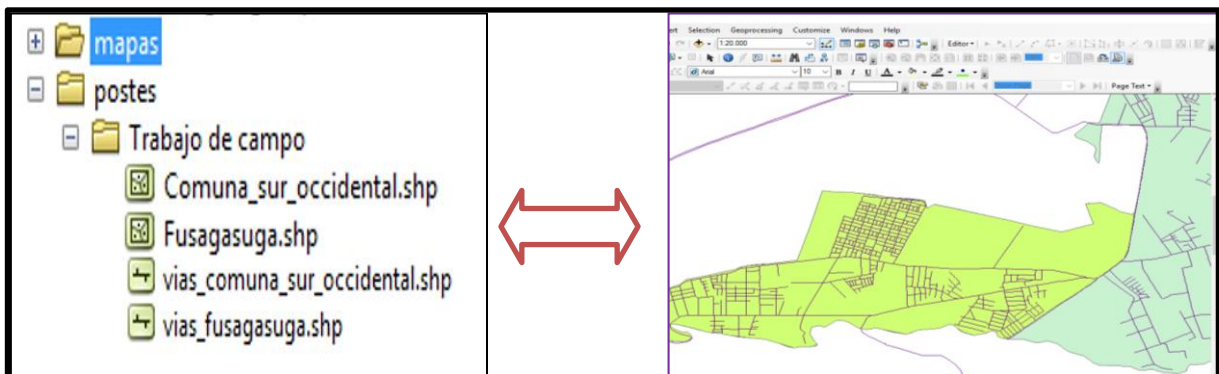 mapas
postes
Trabajo de campo
Comuna_sur_occidental.shp
Fusagasuga.shp
vias_comuna_sur_occidental.shp
vias_fusagasuga.shp
ert Selection Geoprocessing Customize Windows Help
1:20.000 Editor
Arial 10 B I U A
Page Text